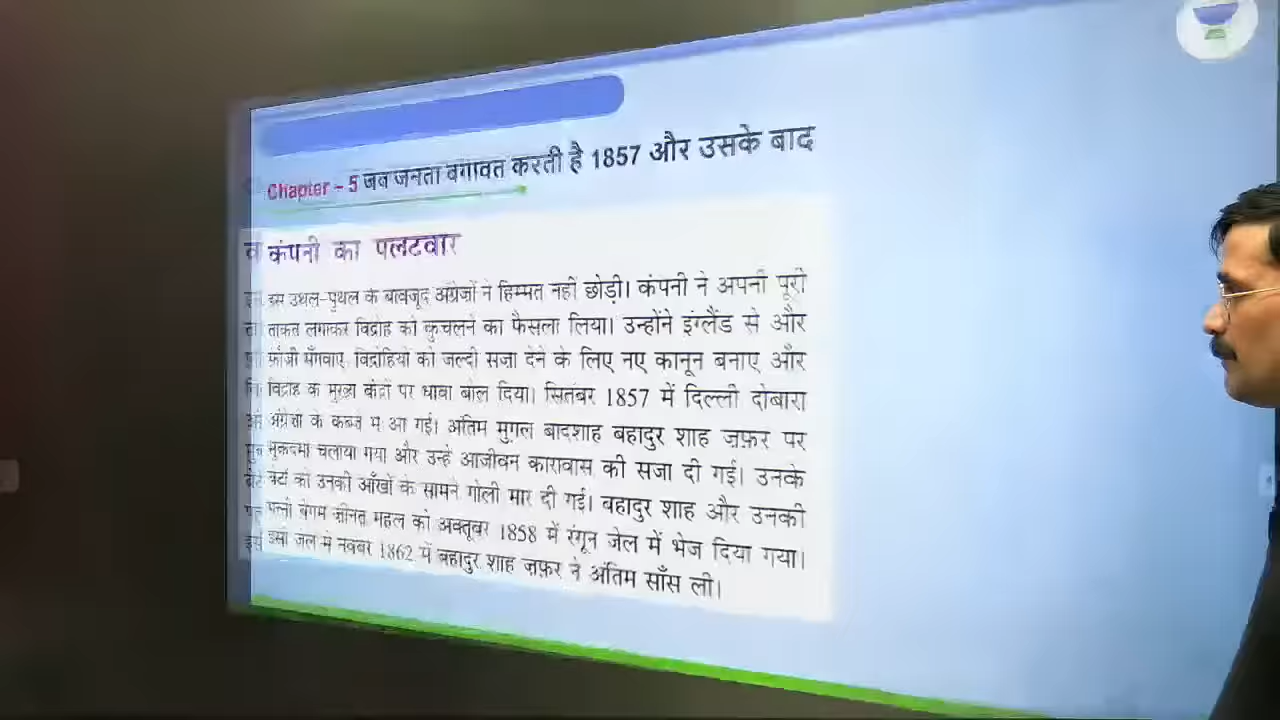 Chapter – 5 जब जनता बगावत करती है 1857 और उसके बाद
कंपनी का पलटवार
इस उथल-पुथल के बावजूद अंग्रेजों ने हिम्मत नहीं छोड़ी। कंपनी ने अपनी पूरी
ताकत लगाकर विद्रोह को कुचलने का फैसला लिया। उन्होंने इंग्लैंड से और
फ़ौजी मँगवाए, विद्रोहियों को जल्दी सजा देने के लिए नए कानून बनाए और
विद्रोह के मुख्य केंद्रों पर धावा बोल दिया। सितंबर 1857 में दिल्ली दोबारा
अंग्रेजों के कब्ज़े में आ गई। अंतिम मुग़ल बादशाह बहादुर शाह ज़फ़र पर
मुकदमा चलाया गया और उन्हें आजीवन कारावास की सजा दी गई। उनके
बेटों को उनकी आँखों के सामने गोली मार दी गई। बहादुर शाह और उनकी
पत्नी बेगम ज़ीनत महल को अक्तूबर 1858 में रंगून जेल में भेज दिया गया।
इसी जेल में नवंबर 1862 में बहादुर शाह ज़फ़र ने अंतिम साँस ली।